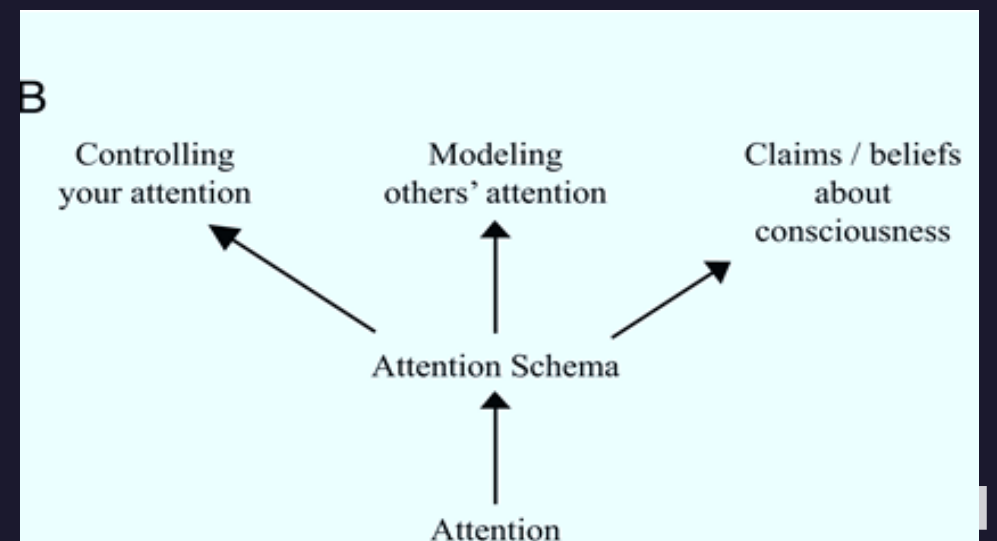 B
Controlling
your attention
Modeling
others’ attention
Claims / beliefs
about
consciousness
Attention Schema
Attention